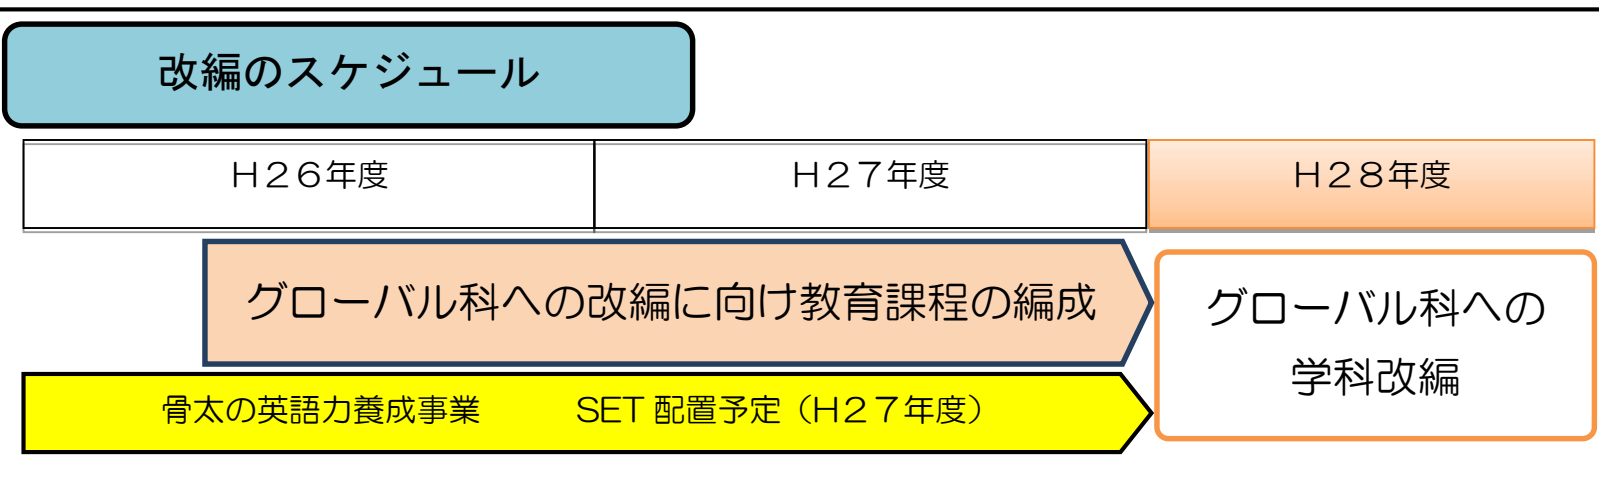 改編のスケジュール
Ｈ２６年度
Ｈ２７年度
Ｈ２８年度
グローバル科への改編に向け教育課程の編成
グローバル科への
学科改編
骨太の英語力養成事業　　　SET 配置予定（Ｈ２７年度）